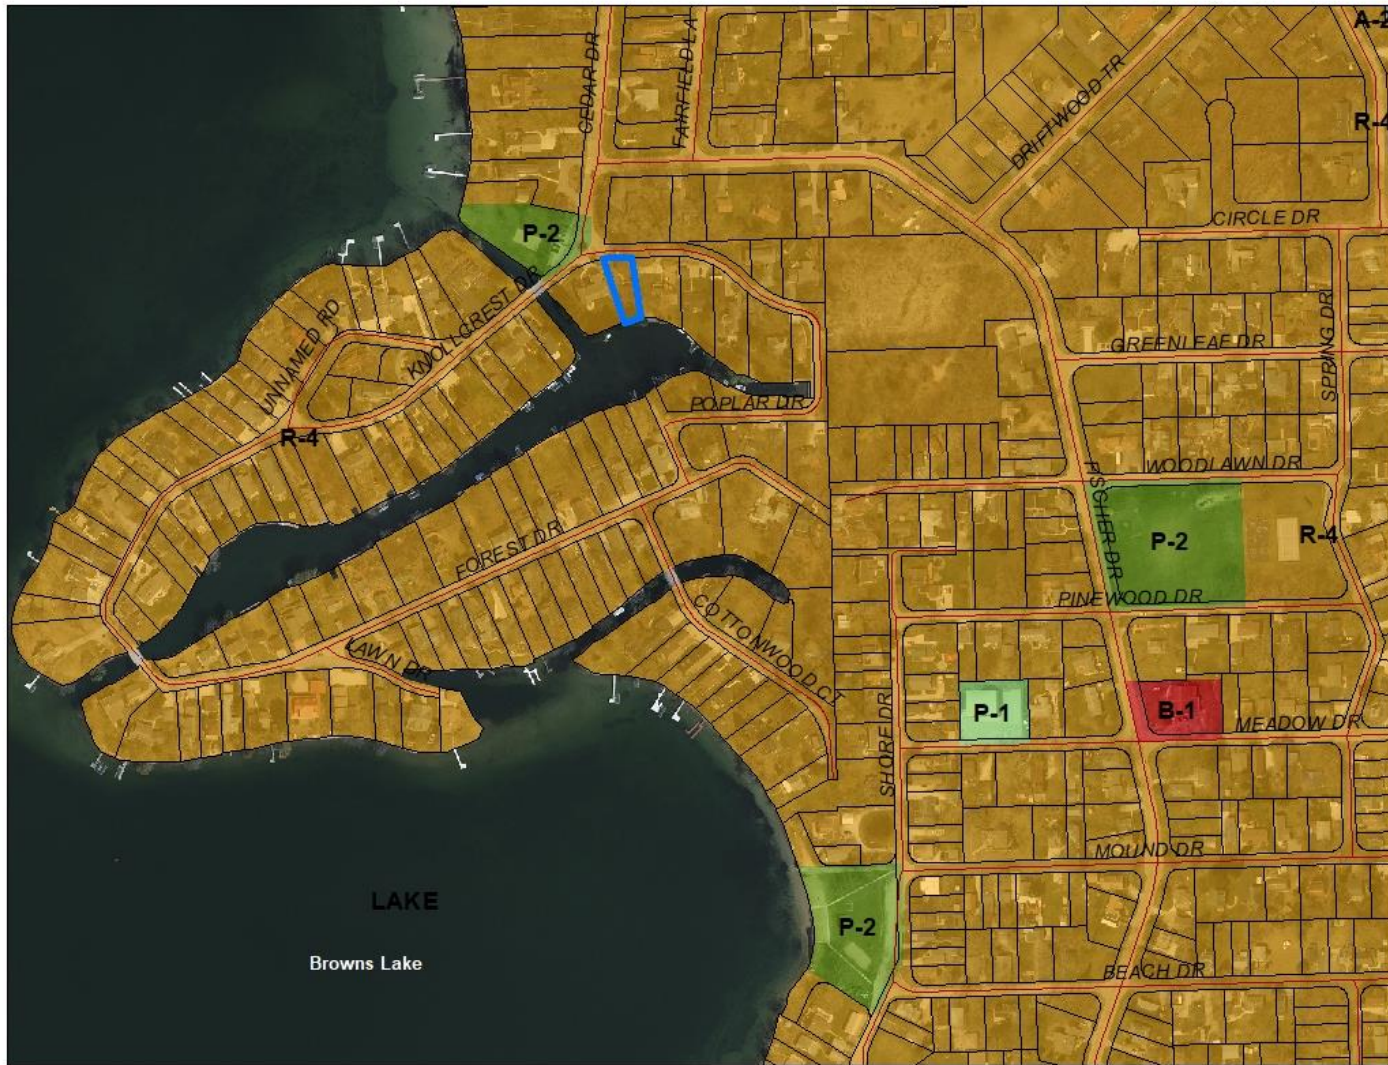 A-2
CEDAR DR
FAIRFIELD LA
DRIFTWOOD TR
R-4
CIRCLE DR
P-2
KNOLLCREST DR
UNNAMED RD
SPRING DR
GREENLEAF DR
POPLAR DR
R-4
WOODLAWN DR
FISCHER DR
P-2
R-4
FOREST DR
PINEWOOD DR
COTTONWOOD CT
LAWN DR
SHORE DR
P-1
B-1
MEADOW DR
MOUND DR
LAKE
P-2
Browns Lake
BEACH DR